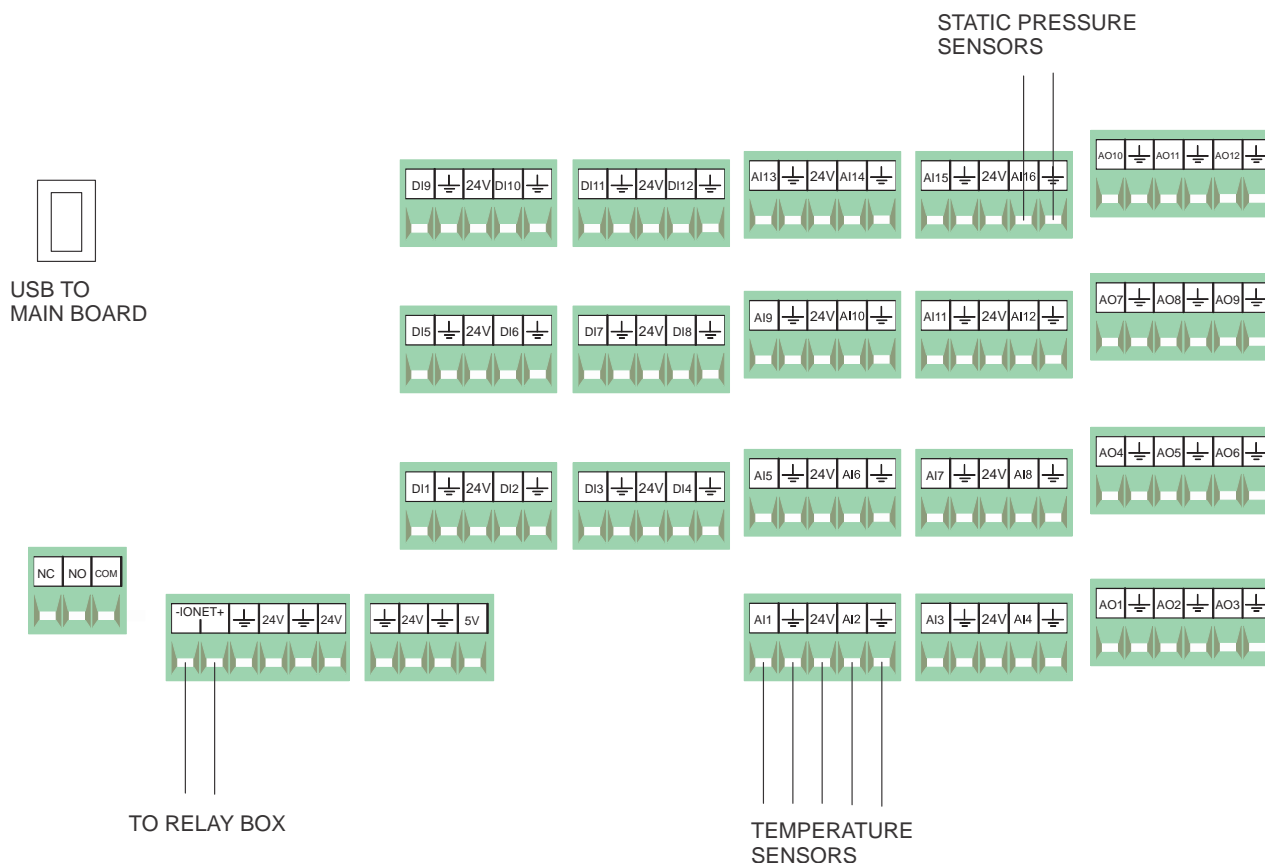 STATIC PRESSURE
SENSORS
AO10 AO11 AO12
DI9 24V DI10
DI11 24V DI12
AI13 24V AI14
AI15 24V AI16
USB TO
MAIN BOARD
AO7 AO8 AO9
DI5 24V DI6
DI7 24V DI8
AI9 24V AI10
AI11 24V AI12
AO4 AO5 AO6
DI1 24V DI2
DI3 24V DI4
AI5 24V AI6
AI7 24V AI8
NC NO COM
-IONET+ 24V 24V
24V 5V
AI1 24V AI2
AI3 24V AI4
AO1 AO2 AO3
TO RELAY BOX
TEMPERATURE
SENSORS